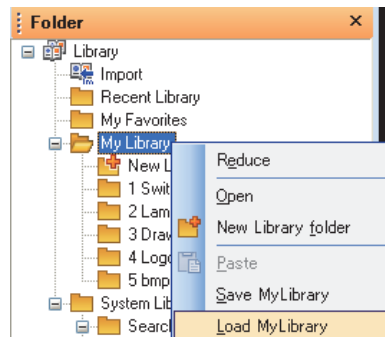 Folder
Library
Import
Recent Library
My Favorites
My Library
New L
1 Swit
2 Lam
3 Draw
4 Logo
5 bmp
System Lib
Search
Reduce
Open
New Library folder
Paste
Save MyLibrary
Load MyLibrary